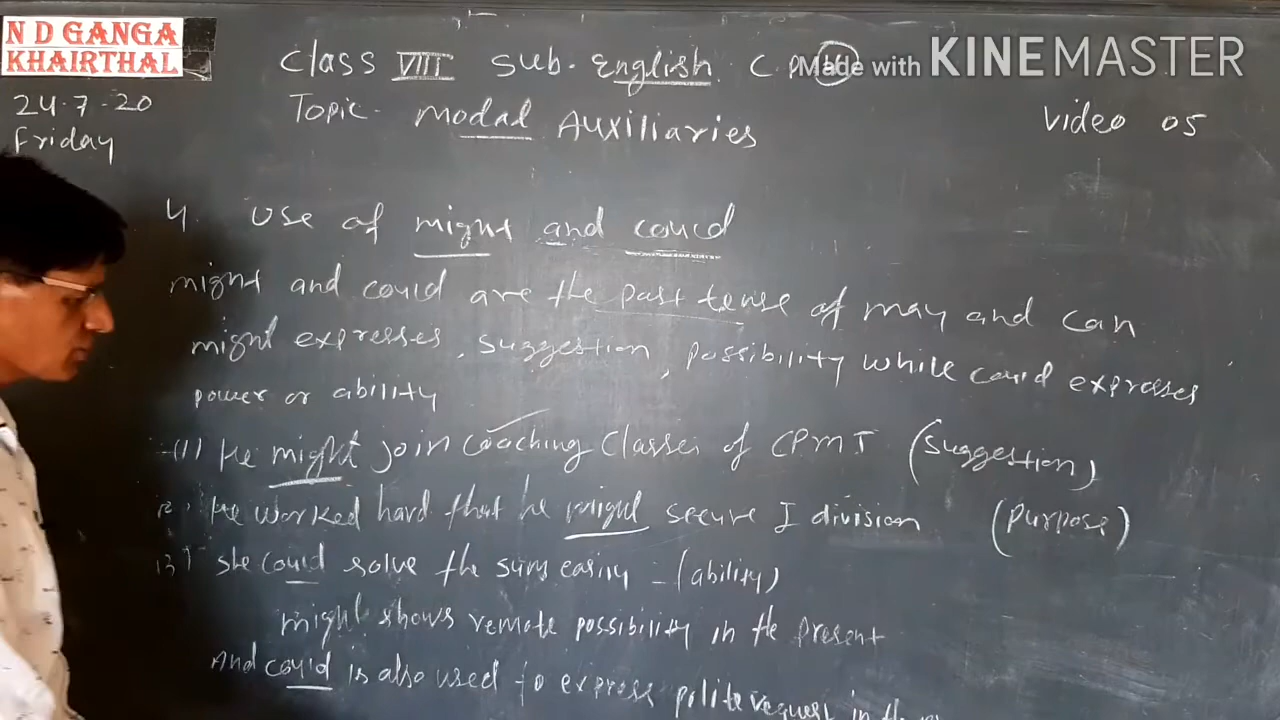 N D GANGA
KHAIRTHAL
Class VIII Sub. English C P
Made with KINEMASTER
24.7.20
Friday
Topic - Modal Auxiliaries
Video 05
4. Use of might and could
might and could are the past tense of may and can
might expresses, suggestion, possibility while could expresses
power or ability
(1) He might join coaching classes of CPMT (Suggestion)
2. He worked hard that he might secure I division (Purpose)
(3) She could solve the sum easily - (ability)
might shows remote possibility in the present
And could is also used to express polite request in the